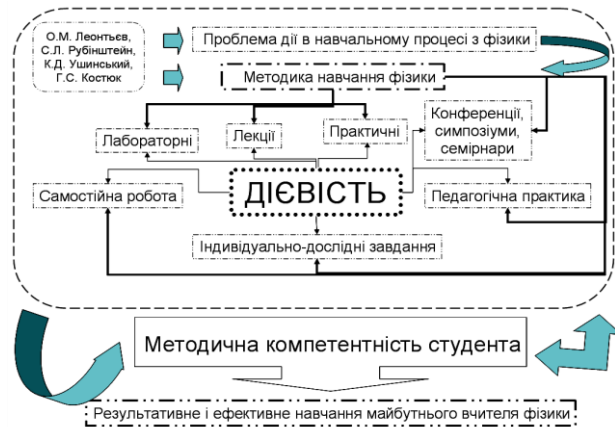 О.М. Леонтьєв,
С.Л. Рубінштейн,
К.Д. Ушинський,
Г.С. Костюк
Проблема дії в навчальному процесі з фізики
Методика навчання фізики
Лабораторні
Лекції
Практичні
Конференції,
симпозіуми,
семірнари
Самостійна робота
ДІЄВІСТЬ
Педагогічна практика
Індивідуально-дослідні завдання
Методична компетентність студента
Результативне і ефективне навчання майбутнього вчителя фізики